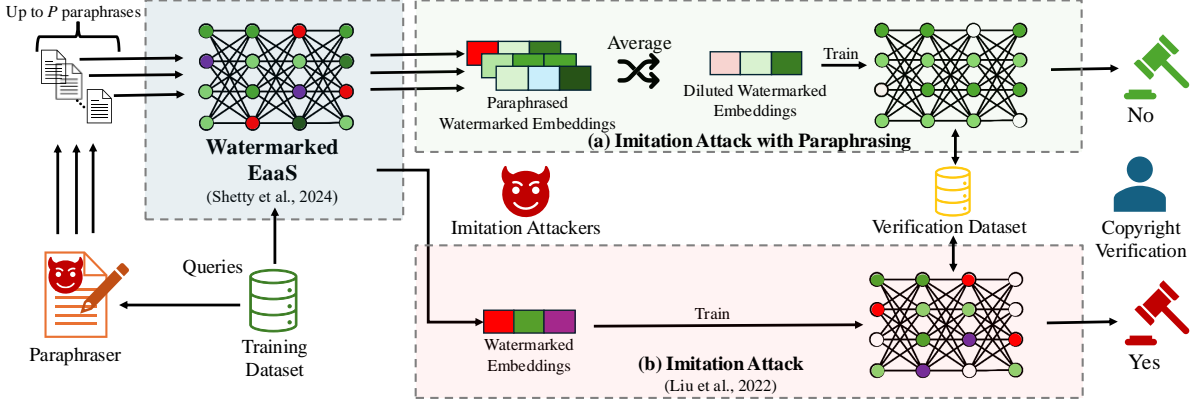 Up to P paraphrases
Watermarked
EaaS
(Shetty et al., 2024)
Paraphrased
Watermarked Embeddings
Average
Diluted Watermarked
Embeddings
Train
(a) Imitation Attack with Paraphrasing
No
Imitation Attackers
Verification Dataset
Copyright
Verification
Queries
Paraphraser
Training
Dataset
Watermarked
Embeddings
Train
(b) Imitation Attack
(Liu et al., 2022)
Yes